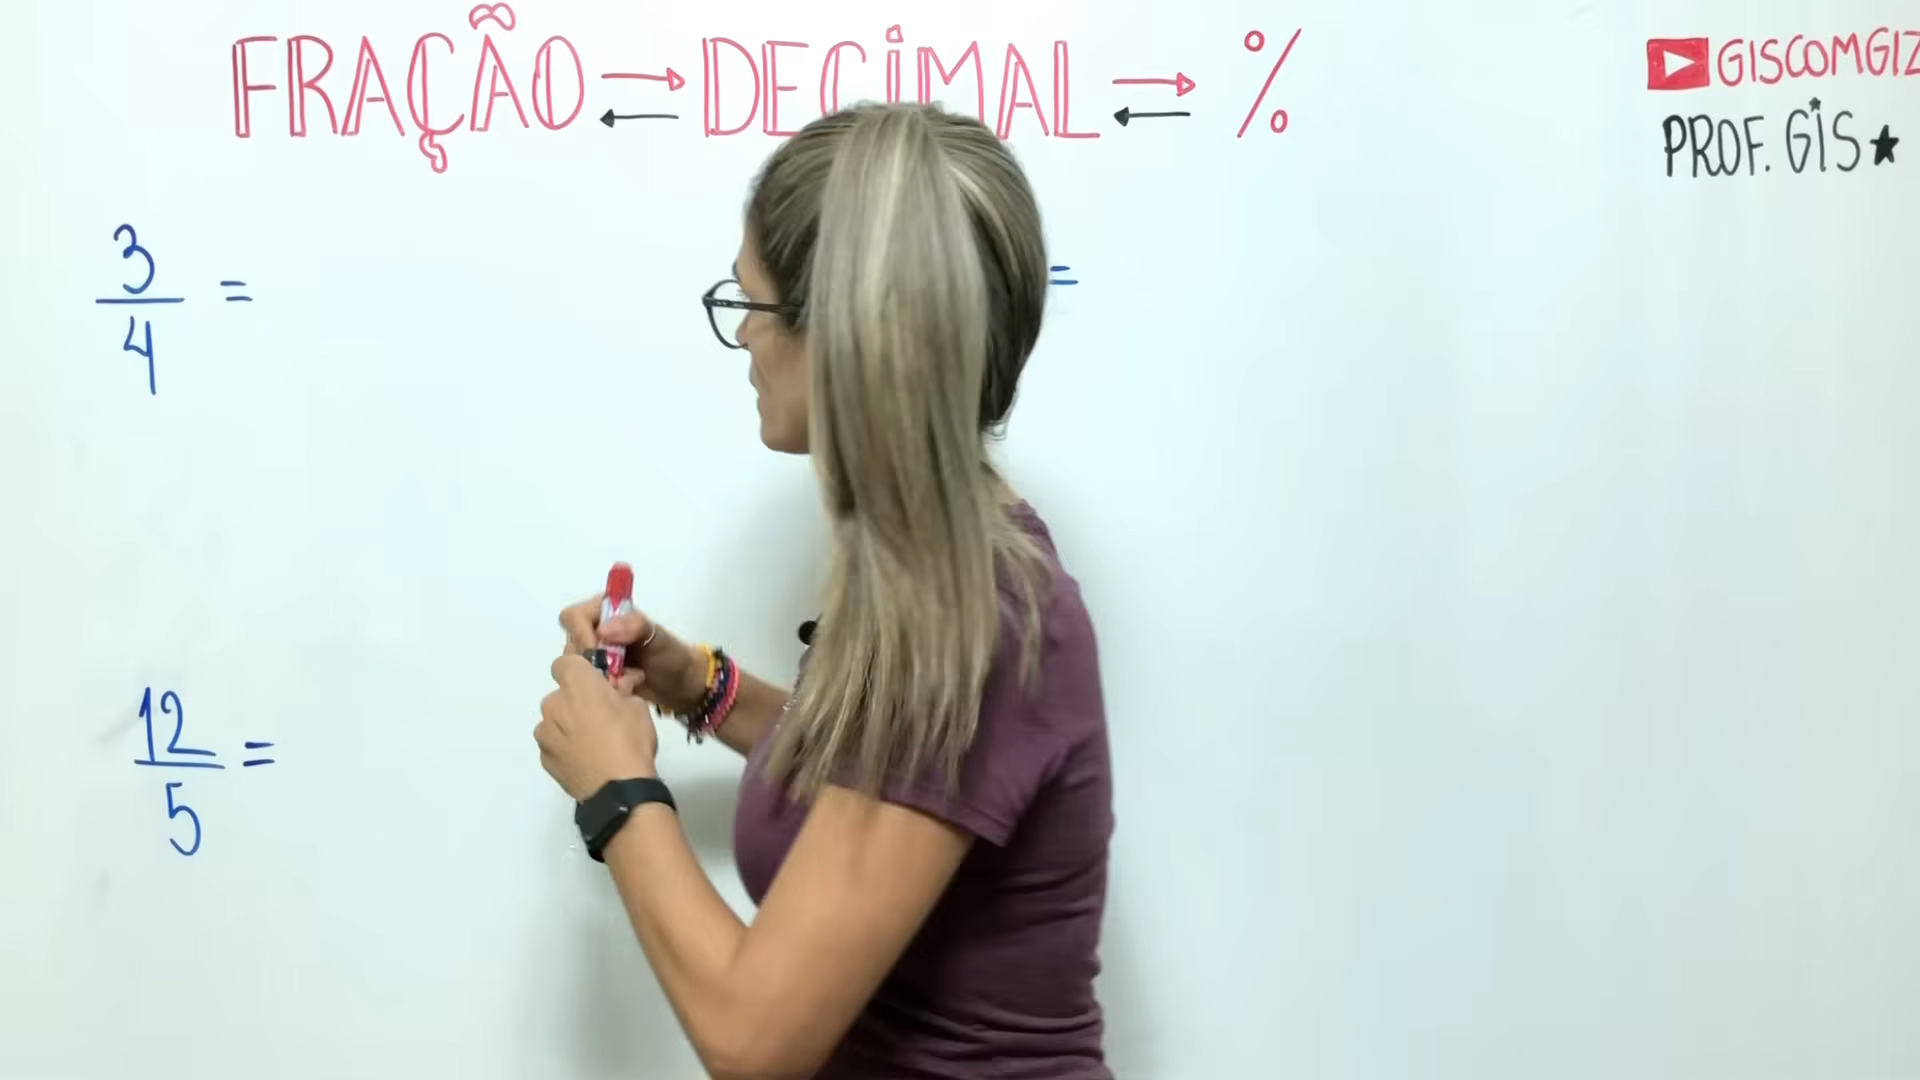 FRAÇÃO → DECIMAL → %
← ←
GISCOMGIZ
PROF. GIS ★
3/4 =
=
12/5 =